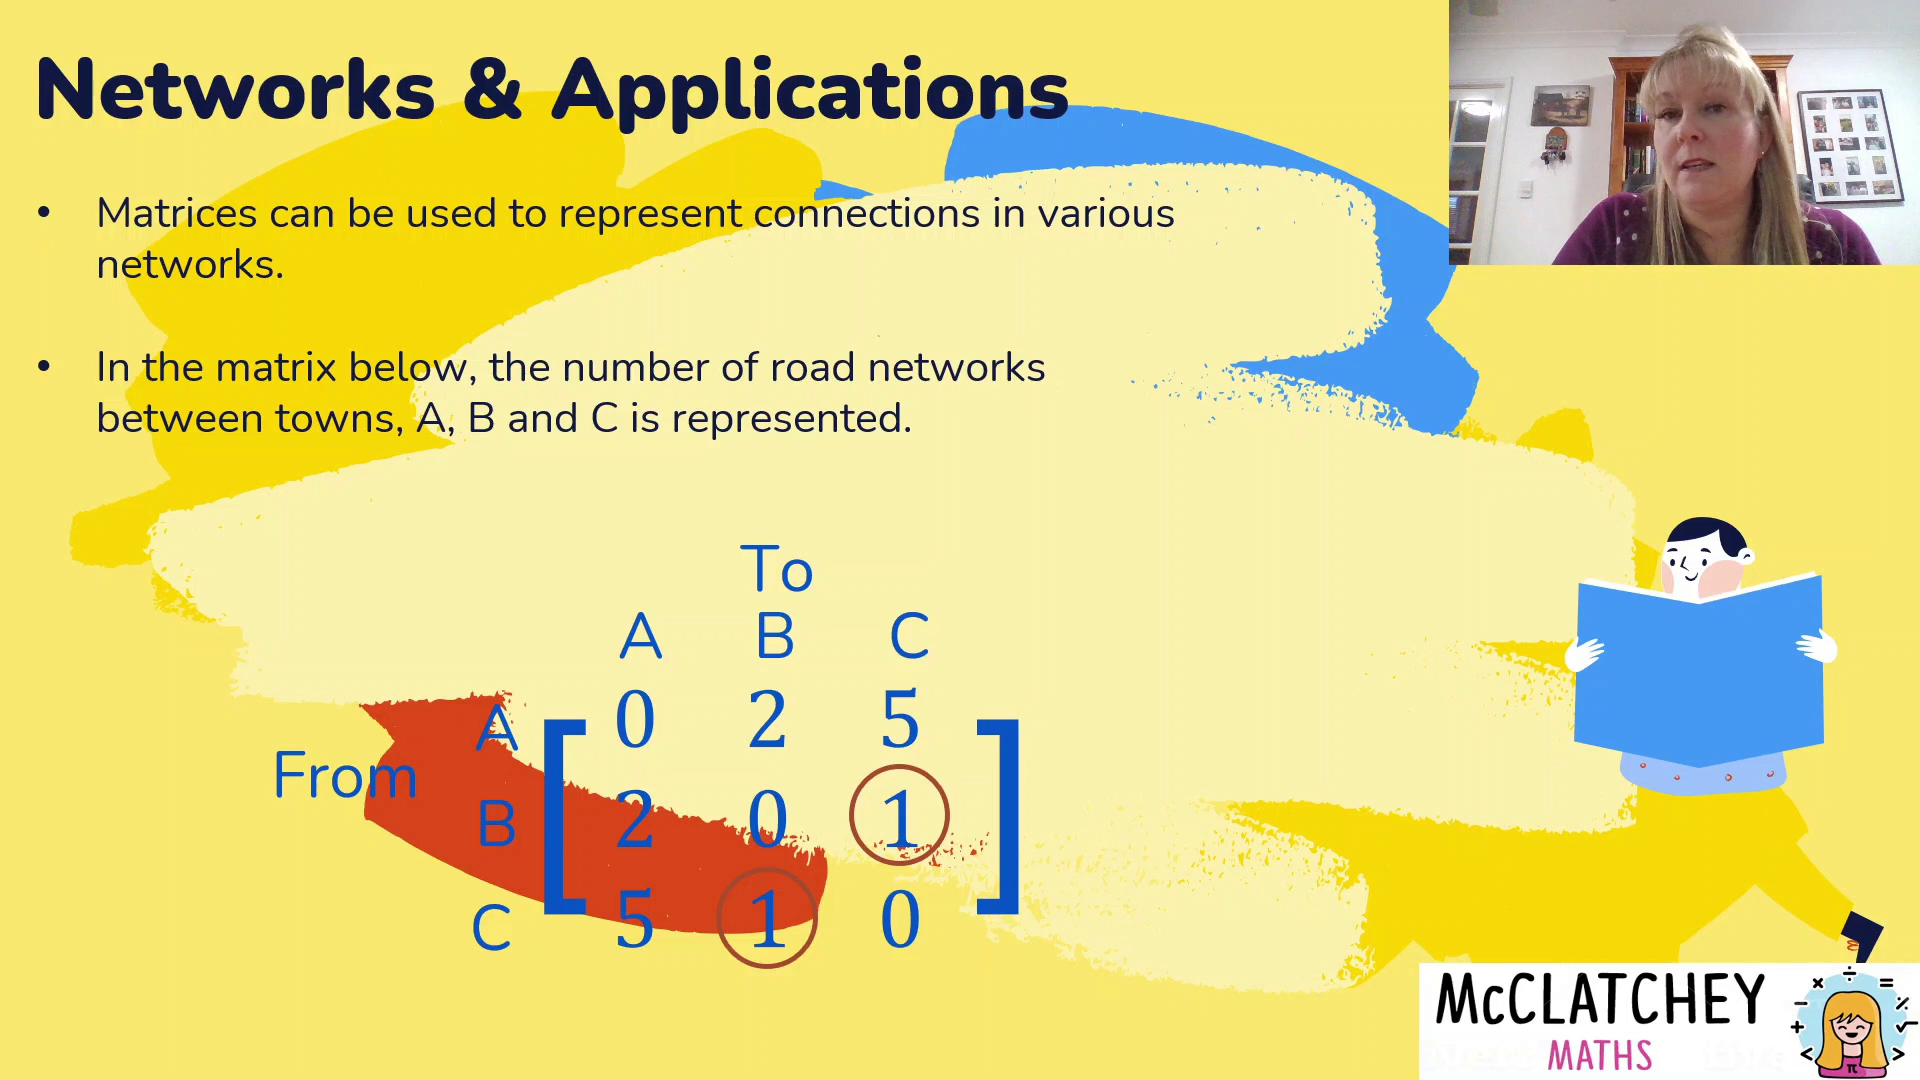 Networks & Applications
• Matrices can be used to represent connections in various
networks.
• In the matrix below, the number of road networks
between towns, A, B and C is represented.
To
A B C
From
A 0 2 5
B 2 0 1
C 5 1 0
McCLATCHEY
MATHS
× ÷ = − % + √ < > π